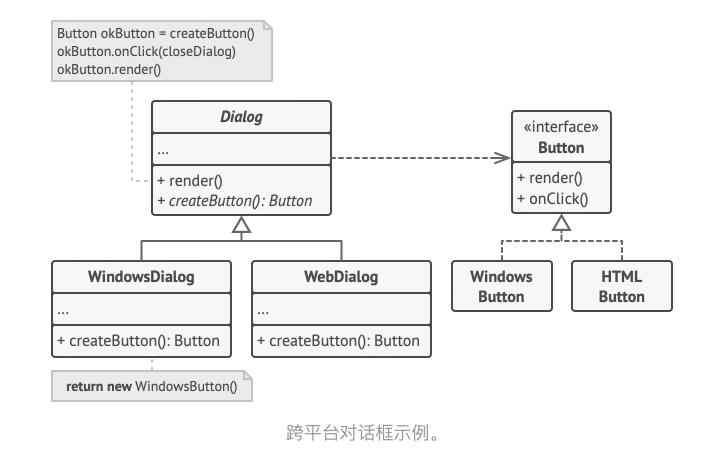 Button okButton = createButton()
okButton.onClick(closeDialog)
okButton.render()
Dialog
...
+ render()
+ createButton(): Button
«interface»
Button
+ render()
+ onClick()
WindowsDialog
...
+ createButton(): Button
WebDialog
...
+ createButton(): Button
Windows
Button
HTML
Button
return new WindowsButton()
跨平台对话框示例。